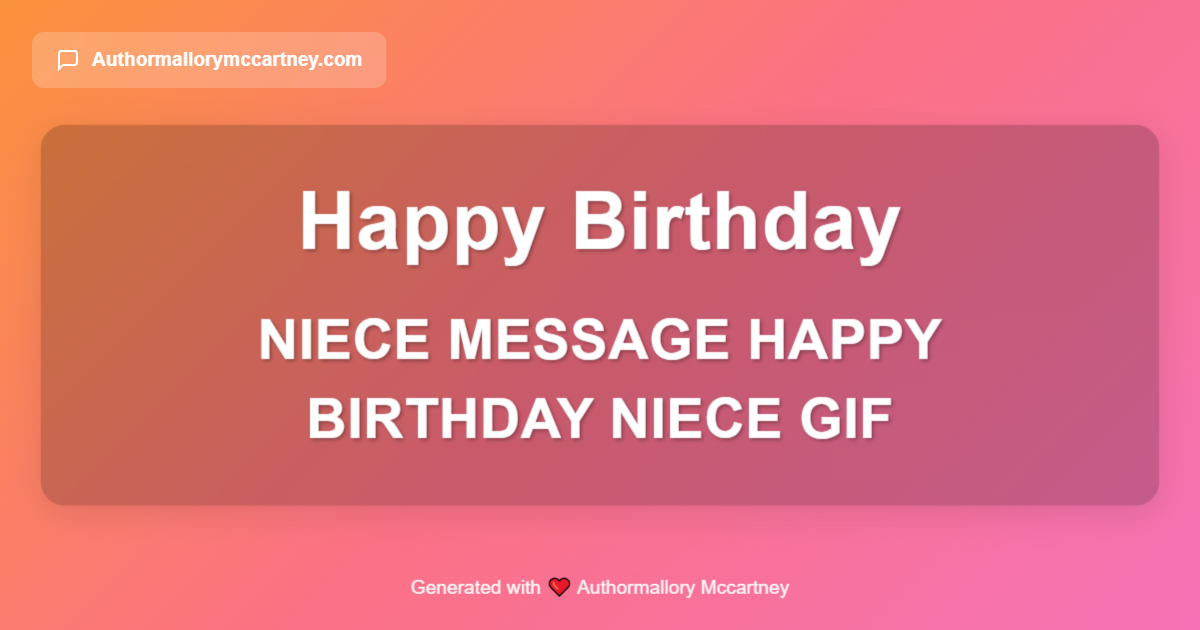 Authormallorymccartney.com
Happy Birthday
NIECE MESSAGE HAPPY
BIRTHDAY NIECE GIF
Generated with ❤️ Authormallory Mccartney